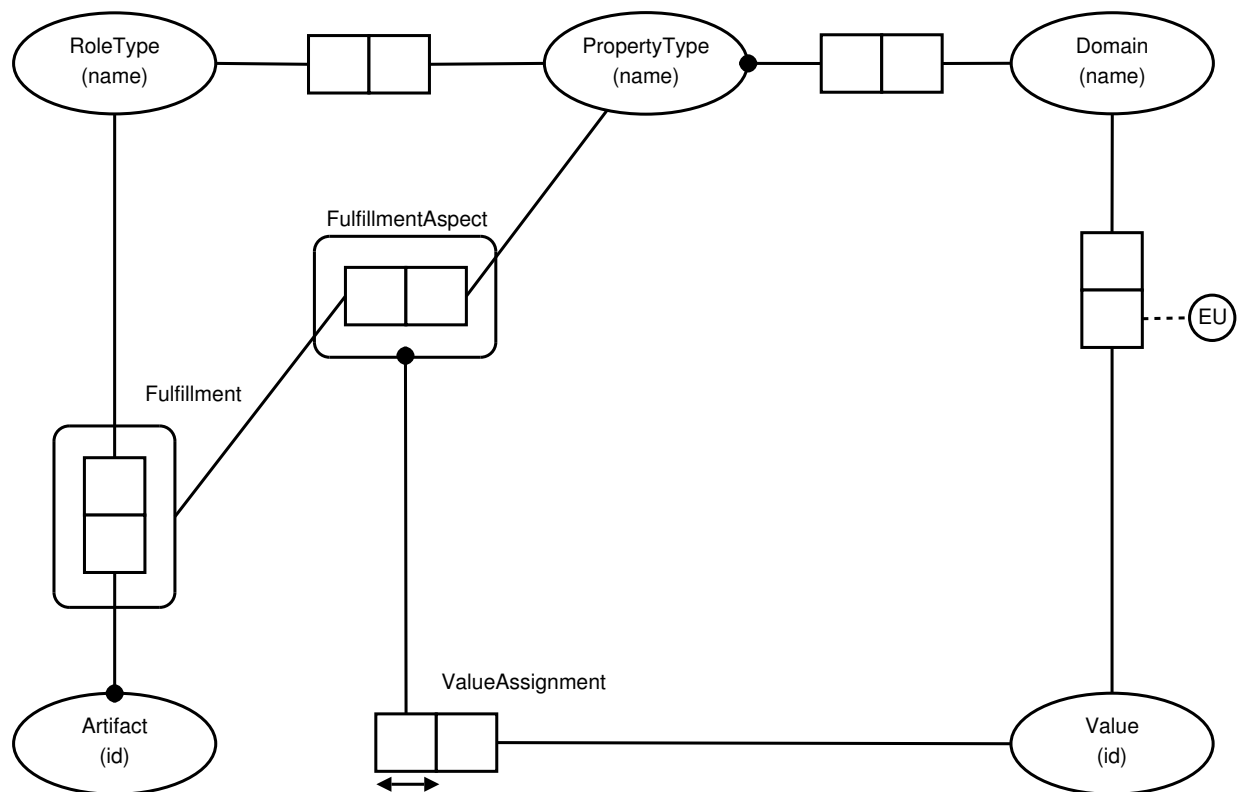 RoleType
(name)
PropertyType
(name)
Domain
(name)
FulfillmentAspect
EU
Fulfillment
ValueAssignment
Artifact
(id)
Value
(id)